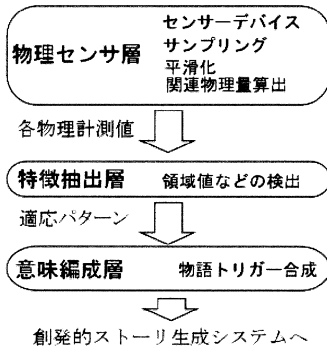 センサーデバイス
物理センサ層
サンプリング
平滑化
関連物理量算出
各物理計測値
特徴抽出層 領域値などの検出
適応パターン
意味編成層 物語トリガー合成
創発的ストーリ生成システムへ